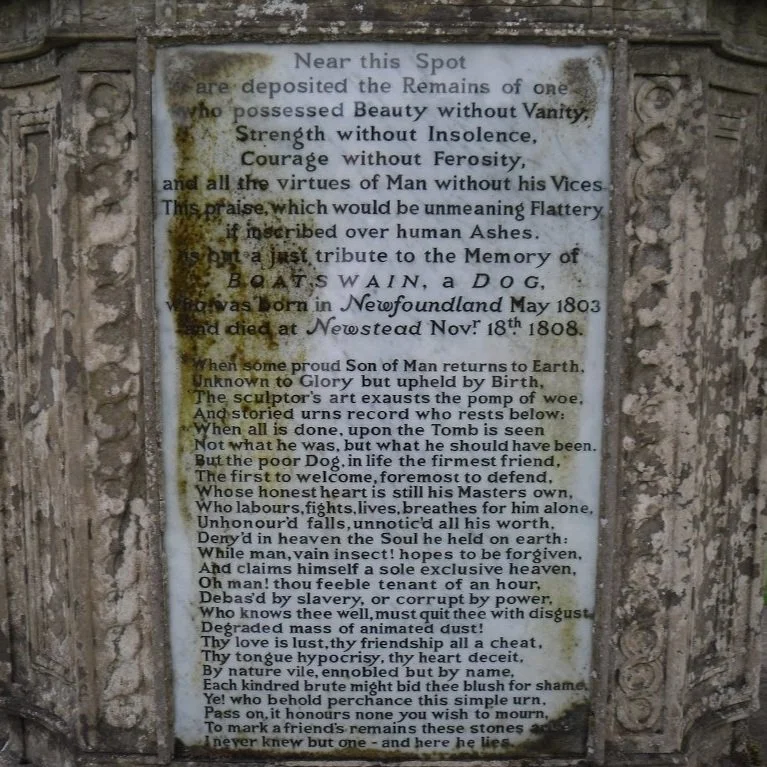 Near this Spot
are deposited the Remains of one
who possessed Beauty without Vanity,
Strength without Insolence,
Courage without Ferosity,
and all the virtues of Man without his Vices
This praise, which would be unmeaning Flattery
if inscribed over human Ashes.
is but a just tribute to the Memory of
BOATSWAIN, a DOG,
who was born in Newfoundland May 1803
and died at Newstead Novr 18th 1808.
When some proud Son of Man returns to Earth,
Unknown to Glory but upheld by Birth,
The sculptor's art exausts the pomp of woe,
And storied urns record who rests below:
When all is done, upon the Tomb is seen
Not what he was, but what he should have been.
But the poor Dog, in life the firmest friend,
The first to welcome, foremost to defend,
Whose honest heart is still his Masters own,
Who labours, fights, lives, breathes for him alone,
Unhonour'd falls, unnotic'd all his worth,
Deny'd in heaven the Soul he held on earth:
While man, vain insect! hopes to be forgiven,
And claims himself a sole exclusive heaven,
Oh man! thou feeble tenant of an hour,
Debas'd by slavery, or corrupt by power,
Who knows thee well, must quit thee with disgust,
Degraded mass of animated dust!
Thy love is lust, thy friendship all a cheat,
Thy tongue hypocrisy, thy heart deceit,
By nature vile, ennobled but by name,
Each kindred brute might bid thee blush for shame.
Ye! who behold perchance this simple urn,
Pass on, it honours none you wish to mourn,
To mark a friend's remains these stones
I never knew but one - and here he lies.